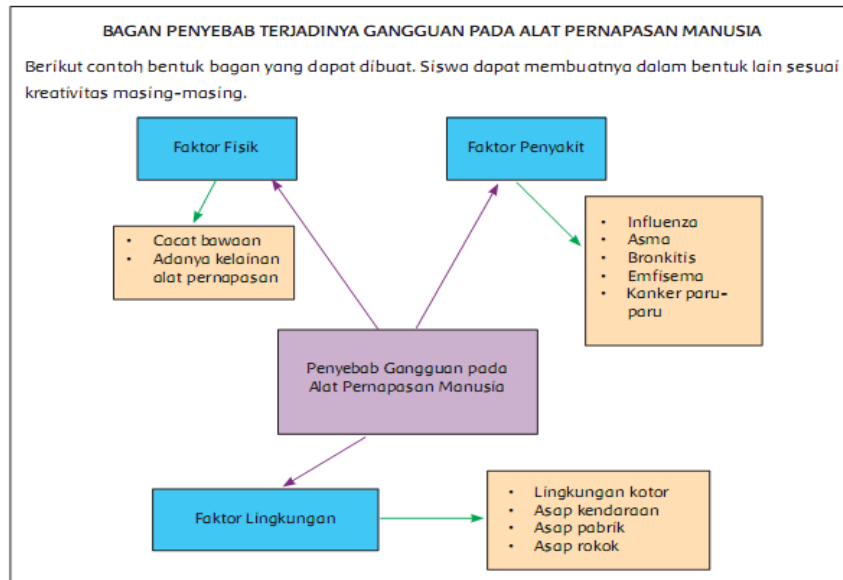 BAGAN PENYEBAB TERJADINYA GANGGUAN PADA ALAT PERNAPASAN MANUSIA
Berikut contoh bentuk bagan yang dapat dibuat. Siswa dapat membuatnya dalam bentuk lain sesuai
kreativitas masing-masing.
Faktor Fisik
Faktor Penyakit
• Cacat bawaan
• Adanya kelainan
alat pernapasan
• Influenza
• Asma
• Bronkitis
• Emfisema
• Kanker paru-
paru
Penyebab Gangguan pada
Alat Pernapasan Manusia
Faktor Lingkungan
• Lingkungan kotor
• Asap kendaraan
• Asap pabrik
• Asap rokok